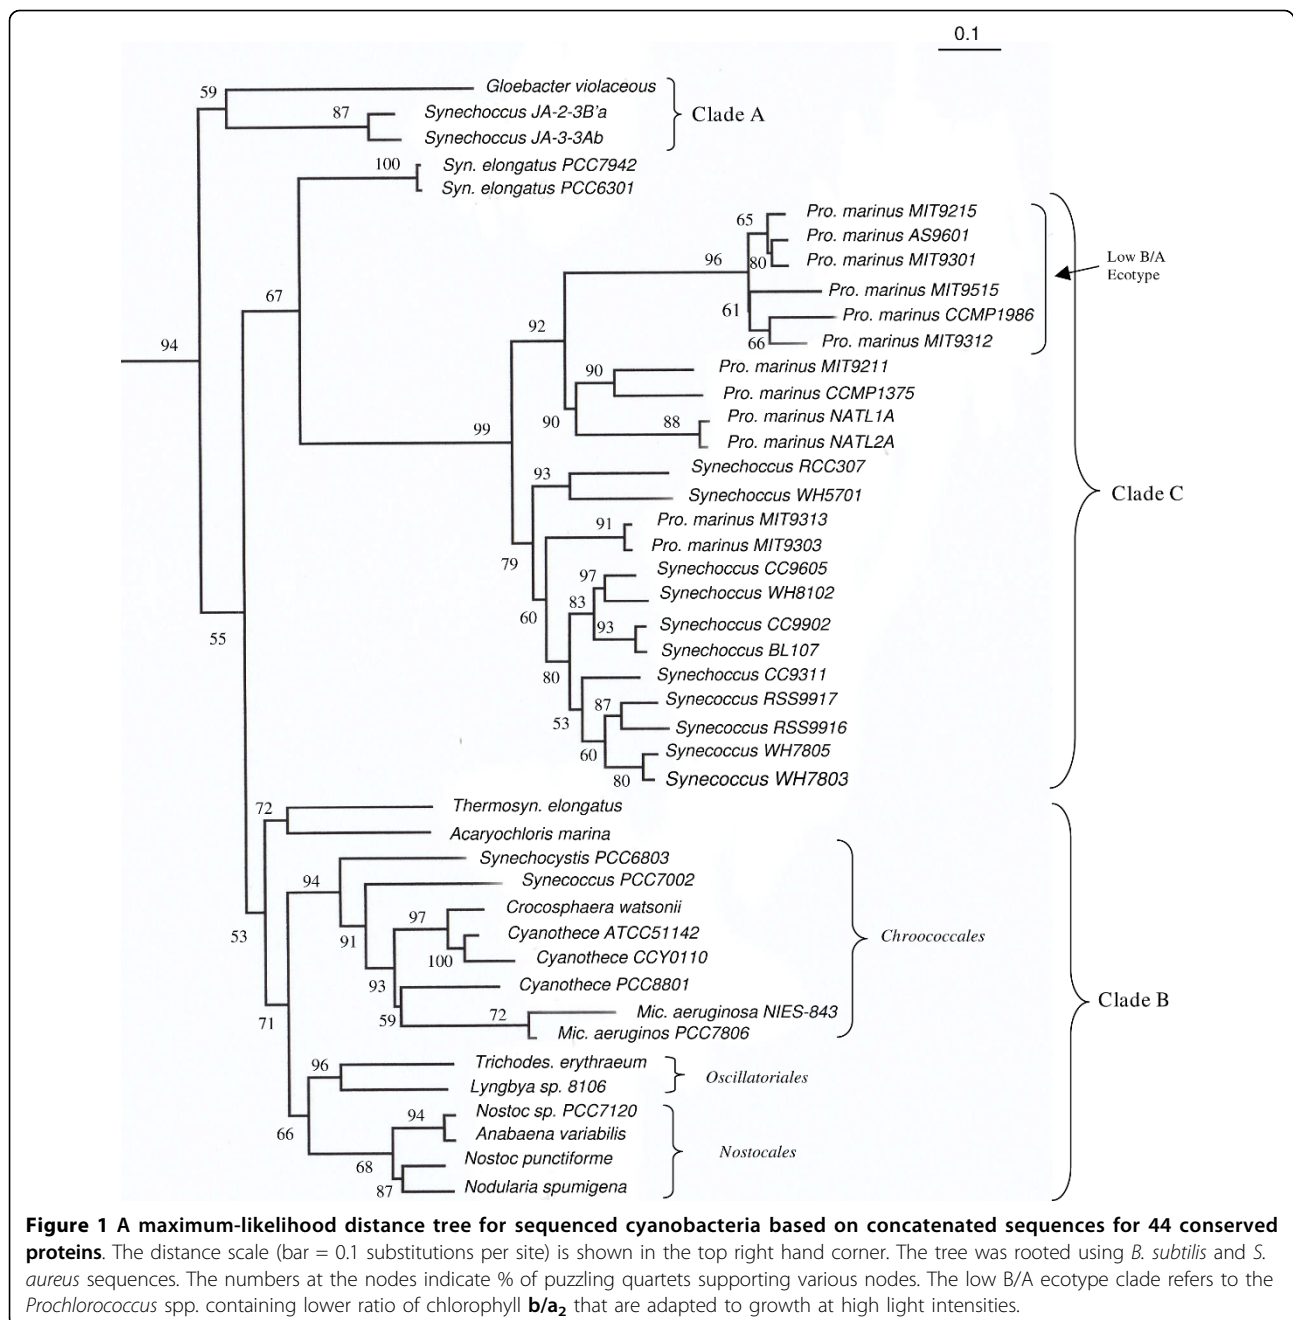 0.1
59
Gloebacter violaceous
87
Synechoccus JA-2-3B'a
Clade A
Synechoccus JA-3-3Ab
100
Syn. elongatus PCC7942
Syn. elongatus PCC6301
Pro. marinus MIT9215
65
Pro. marinus AS9601
96
80
Pro. marinus MIT9301
Low B/A
Ecotype
Pro. marinus MIT9515
67
61
Pro. marinus CCMP1986
92
66
Pro. marinus MIT9312
94
90
Pro. marinus MIT9211
Pro. marinus CCMP1375
90
88
Pro. marinus NATL1A
99
Pro. marinus NATL2A
93
Synechoccus RCC307
Synechoccus WH5701
Clade C
91
Pro. marinus MIT9313
Pro. marinus MIT9303
79
97
Synechoccus CC9605
83
Synechoccus WH8102
60
93
Synechoccus CC9902
55
Synechoccus BL107
80
Synechoccus CC9311
87
Synecoccus RSS9917
53
Synecoccus RSS9916
60
Synecoccus WH7805
80
Synecoccus WH7803
72
Thermosyn. elongatus
Acaryochloris marina
Synechocystis PCC6803
94
Synecoccus PCC7002
97
Crocosphaera watsonii
53
91
Cyanothece ATCC51142
Chroococcales
100
Cyanothece CCY0110
93
Cyanothece PCC8801
Clade B
71
59
72
Mic. aeruginosa NIES-843
Mic. aeruginos PCC7806
96
Trichodes. erythraeum
Oscillatoriales
Lyngbya sp. 8106
94
Nostoc sp. PCC7120
66
Anabaena variabilis
Nostocales
68
Nostoc punctiforme
87
Nodularia spumigena
Figure 1 A maximum-likelihood distance tree for sequenced cyanobacteria based on concatenated sequences for 44 conserved
proteins. The distance scale (bar = 0.1 substitutions per site) is shown in the top right hand corner. The tree was rooted using B. subtilis and S.
aureus sequences. The numbers at the nodes indicate % of puzzling quartets supporting various nodes. The low B/A ecotype clade refers to the
Prochlorococcus spp. containing lower ratio of chlorophyll b/a2 that are adapted to growth at high light intensities.